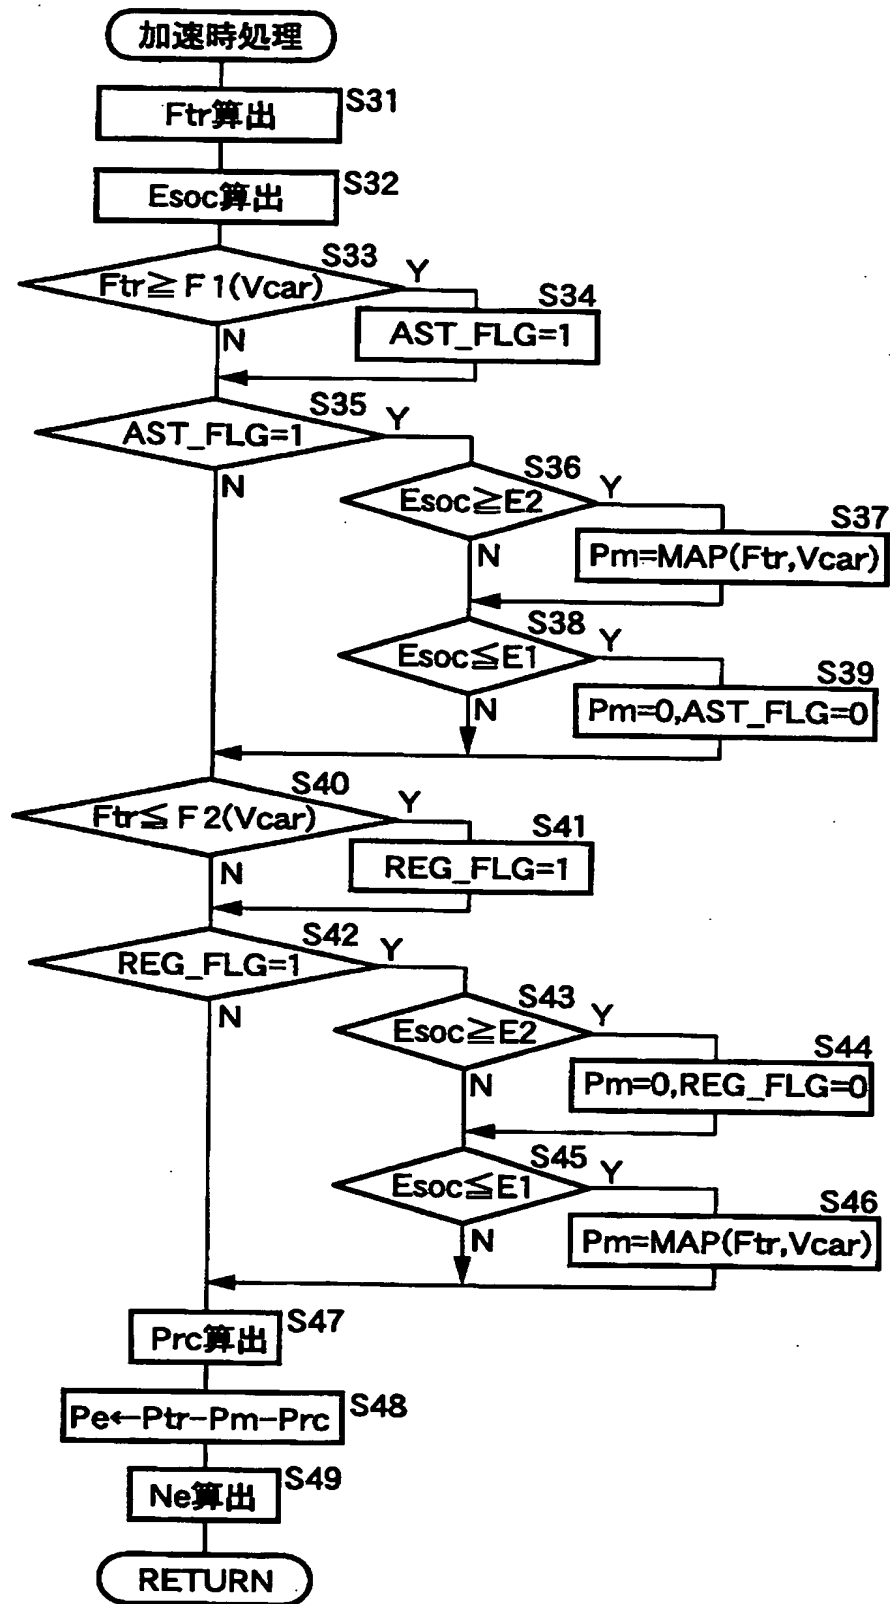 加速時処理
S31
Ftr算出
S32
Esoc算出
S33
Ftr≧F1(Vcar)
Y
N
S34
AST_FLG=1
S35
AST_FLG=1
Y
N
S36
Esoc≧E2
Y
N
S37
Pm=MAP(Ftr,Vcar)
S38
Esoc≦E1
Y
N
S39
Pm=0,AST_FLG=0
S40
Ftr≦F2(Vcar)
Y
N
S41
REG_FLG=1
S42
REG_FLG=1
Y
N
S43
Esoc≧E2
Y
N
S44
Pm=0,REG_FLG=0
S45
Esoc≦E1
Y
N
S46
Pm=MAP(Ftr,Vcar)
S47
Prc算出
S48
Pe←Ptr-Pm-Prc
S49
Ne算出
RETURN